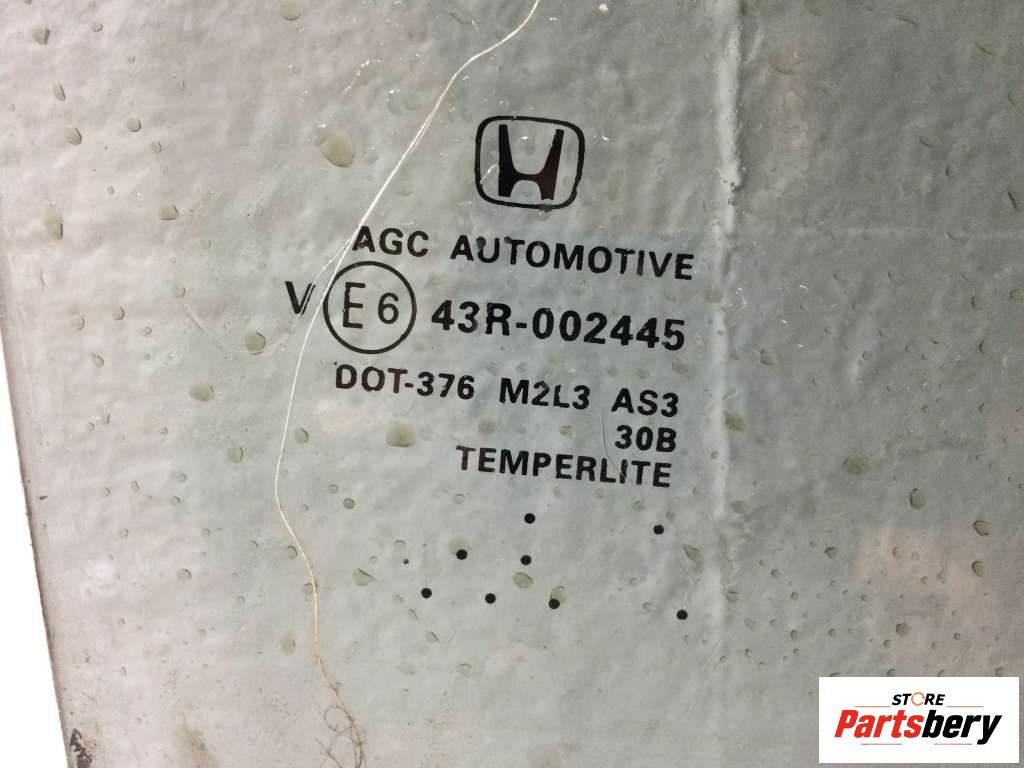 AGC AUTOMOTIVE
V E6 43R-002445
DOT-376 M2L3 AS3
30B
TEMPERLITE
STORE
Partsbery